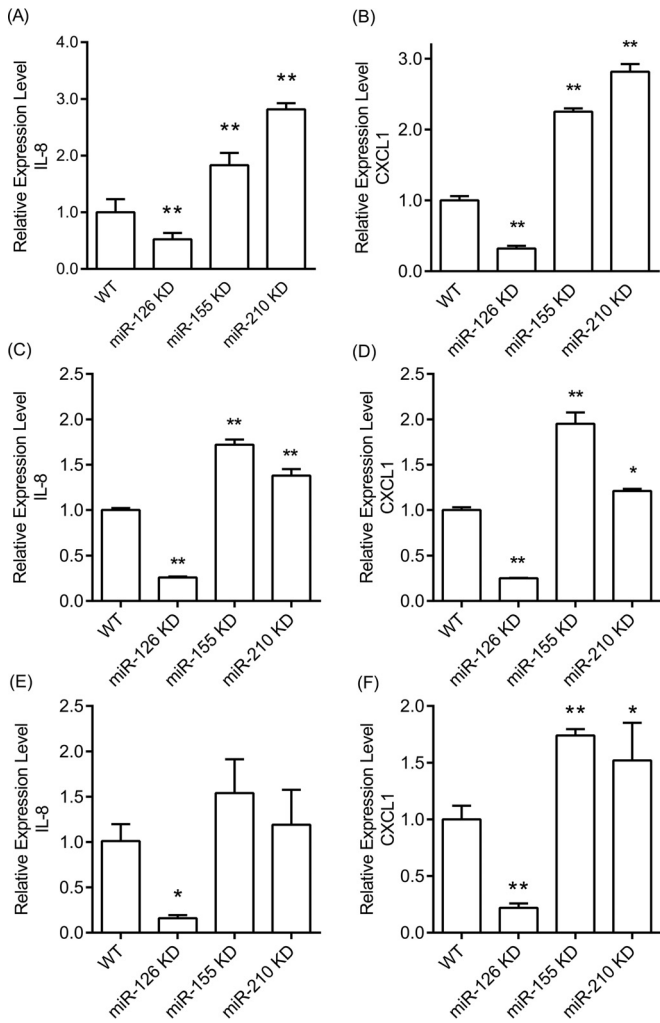 (A)
Relative Expression Level
IL-8
4.0
3.0
2.0
1.0
0.0
**
**
**
WT
miR-126 KD
miR-155 KD
miR-210 KD
(B)
Relative Expression Level
CXCL1
3.0
2.0
1.0
0.0
**
**
**
WT
miR-126 KD
miR-155 KD
miR-210 KD
(C)
Relative Expression Level
IL-8
2.5
2.0
1.5
1.0
0.5
0.0
**
**
**
WT
miR-126 KD
miR-155 KD
miR-210 KD
(D)
Relative Expression Level
CXCL1
2.5
2.0
1.5
1.0
0.5
0.0
**
**
*
WT
miR-126 KD
miR-155 KD
miR-210 KD
(E)
Relative Expression Level
IL-8
2.5
2.0
1.5
1.0
0.5
0.0
*
WT
miR-126 KD
miR-155 KD
miR-210 KD
(F)
Relative Expression Level
CXCL1
2.0
1.5
1.0
0.5
0.0
**
**
*
WT
miR-126 KD
miR-155 KD
miR-210 KD